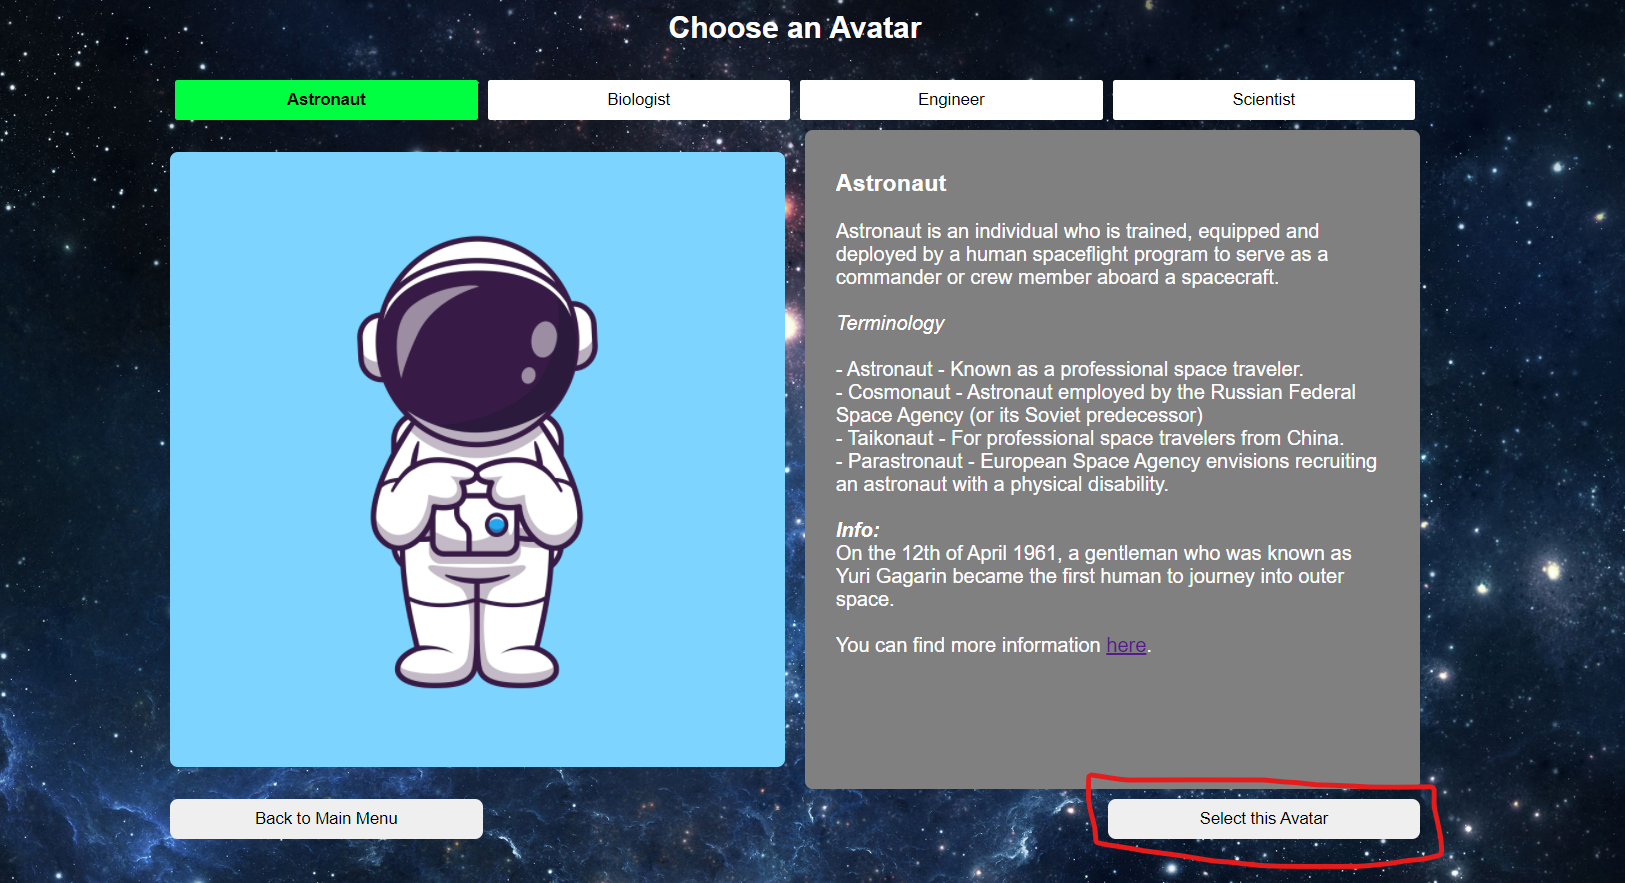 Choose an Avatar
Astronaut
Biologist
Engineer
Scientist
Astronaut
Astronaut is an individual who is trained, equipped and
deployed by a human spaceflight program to serve as a
commander or crew member aboard a spacecraft.
Terminology
- Astronaut - Known as a professional space traveler.
- Cosmonaut - Astronaut employed by the Russian Federal
Space Agency (or its Soviet predecessor)
- Taikonaut - For professional space travelers from China.
- Parastronaut - European Space Agency envisions recruiting
an astronaut with a physical disability.
Info:
On the 12th of April 1961, a gentleman who was known as
Yuri Gagarin became the first human to journey into outer
space.
You can find more information here.
Back to Main Menu
Select this Avatar